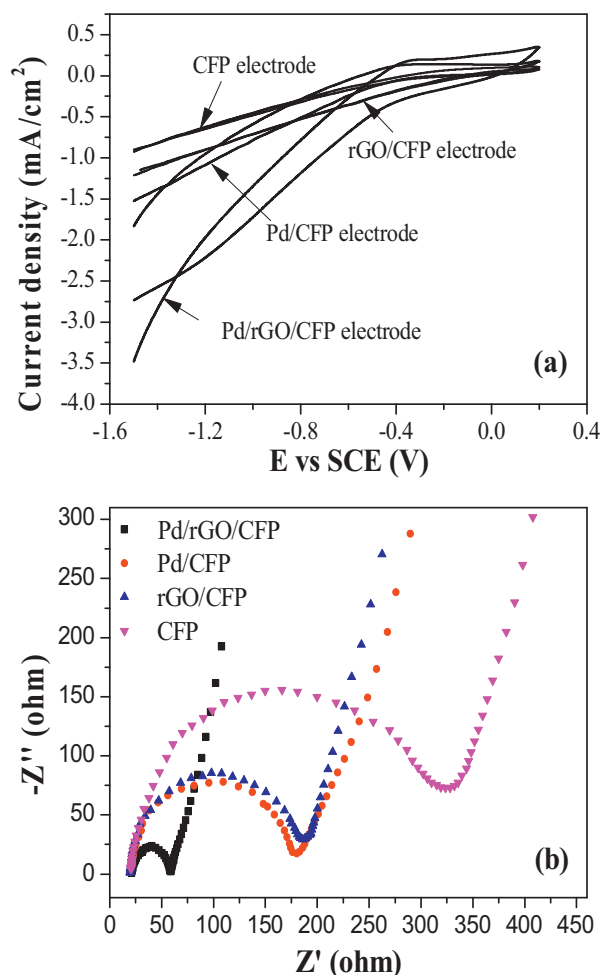 0.5
0.0
-0.5
-1.0
-1.5
-2.0
-2.5
-3.0
-3.5
-4.0
Current density (mA/cm²)
CFP electrode
rGO/CFP electrode
Pd/CFP electrode
Pd/rGO/CFP electrode
(a)
-1.6 -1.2 -0.8 -0.4 0.0 0.4
E vs SCE (V)
300
250
200
150
100
50
0
-Z'' (ohm)
Pd/rGO/CFP
Pd/CFP
rGO/CFP
CFP
(b)
0 50 100 150 200 250 300 350 400 450
Z' (ohm)